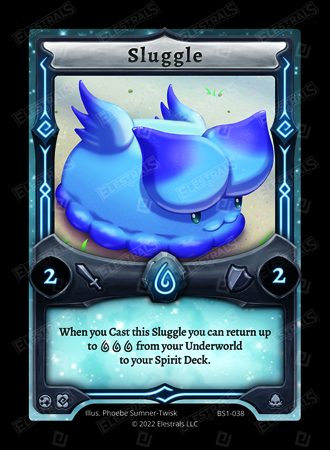 Sluggle
2
2
When you Cast this Sluggle you can return up
to from your Underworld
to your Spirit Deck.
Illus. Phoebe Sumner-Twisk
BS1-038
© 2022 Elestrals LLC
ELESTRALS